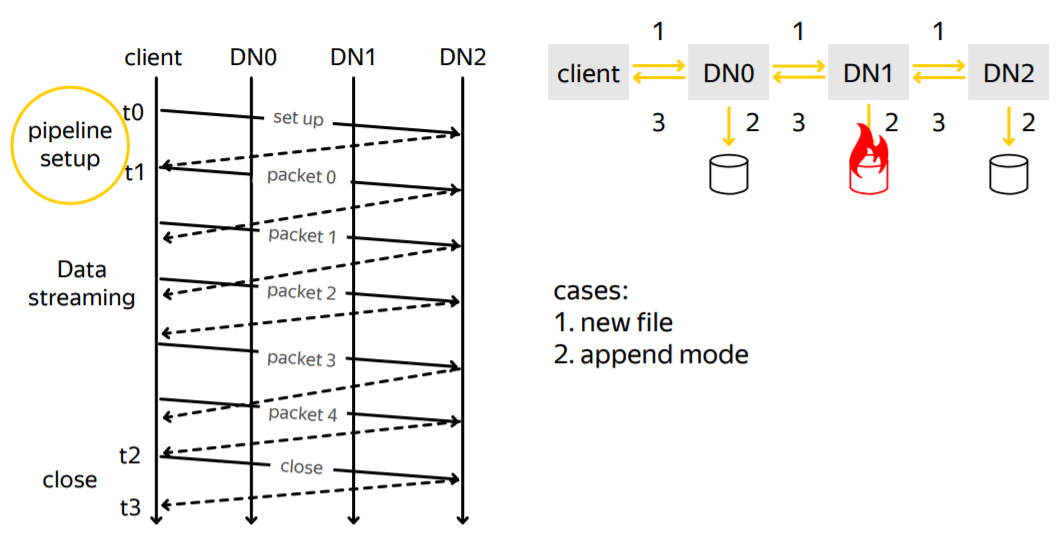 client DN0 DN1 DN2
t0
set up
pipeline
setup
t1
packet 0
packet 1
Data
streaming
packet 2
packet 3
packet 4
t2
close
close
t3
1 1 1
client DN0 DN1 DN2
3 2 3 2 3 2
cases:
1. new file
2. append mode